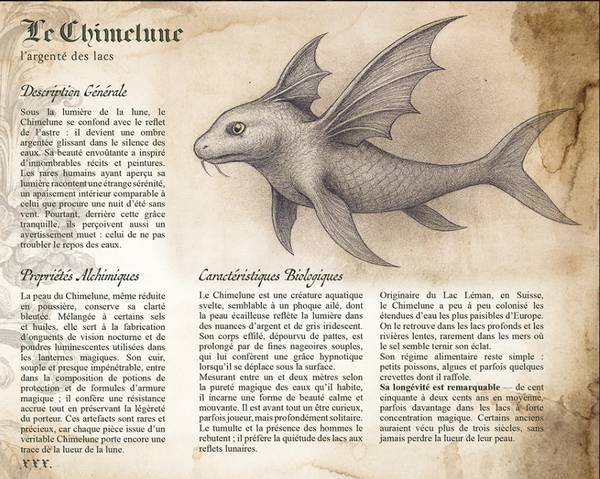 Le Chimelune
l'argenté des lacs
Description Générale
Sous la lumière de la lune, le
Chimelune se confond avec le reflet
de l'astre : il devient une ombre
argentée glissant dans le silence des
eaux. Sa beauté envoûtante a inspiré
d'innombrables récits et peintures.
Les rares humains ayant aperçu sa
lumière racontent une étrange sérénité,
un apaisement intérieur comparable à
celui que procure une nuit d'été sans
vent. Pourtant, derrière cette grâce
tranquille, ils perçoivent aussi un
avertissement muet : celui de ne pas
troubler le repos des eaux.
Propriétés Alchimiques
La peau du Chimelune, même réduite
en poussière, conserve sa clarté
bleutée. Mélangée à certains sels
et huiles, elle sert à la fabrication
d'onguents de vision nocturne et de
poudres luminescentes utilisées dans
les lanternes magiques. Son cuir,
souple et presque impénétrable, entre
dans la composition de potions de
protection et de formules d'armure
magique ; il confère une résistance
accrue tout en préservant la légèreté
du porteur. Ces artefacts sont rares et
précieux, car chaque pièce issue d'un
véritable Chimelune porte encore une
trace de la lueur de la lune.
XXX.
Caractéristiques Biologiques
Le Chimelune est une créature aquatique
svelte, semblable à un phoque ailé, dont
la peau écailleuse reflète la lumière dans
des nuances d'argent et de gris iridescent.
Son corps effilé, dépourvu de pattes, est
prolongé par de fines nageoires souples,
qui lui confèrent une grâce hypnotique
lorsqu'il se déplace sous la surface.
Mesurant entre un et deux mètres selon
la pureté magique des eaux qu'il habite,
il incarne une forme de beauté calme et
mouvante. Il est avant tout un être curieux,
parfois joueur, mais profondément solitaire.
Le tumulte et la présence des hommes le
rebutent ; il préfère la quiétude des lacs aux
reflets lunaires.
Originaire du Lac Léman, en Suisse,
le Chimelune a peu à peu colonisé les
étendues d'eau les plus paisibles d'Europe.
On le retrouve dans les lacs profonds et les
rivières lentes, rarement dans les mers où
le sel semble ternir son éclat.
Son régime alimentaire reste simple :
petits poissons, algues et parfois quelques
crevettes dont il raffole.
Sa longévité est remarquable — de cent
cinquante à deux cents ans en moyenne,
parfois davantage dans les lacs à forte
concentration magique. Certains anciens
auraient vécu plus de trois siècles, sans
jamais perdre la lueur de leur peau.